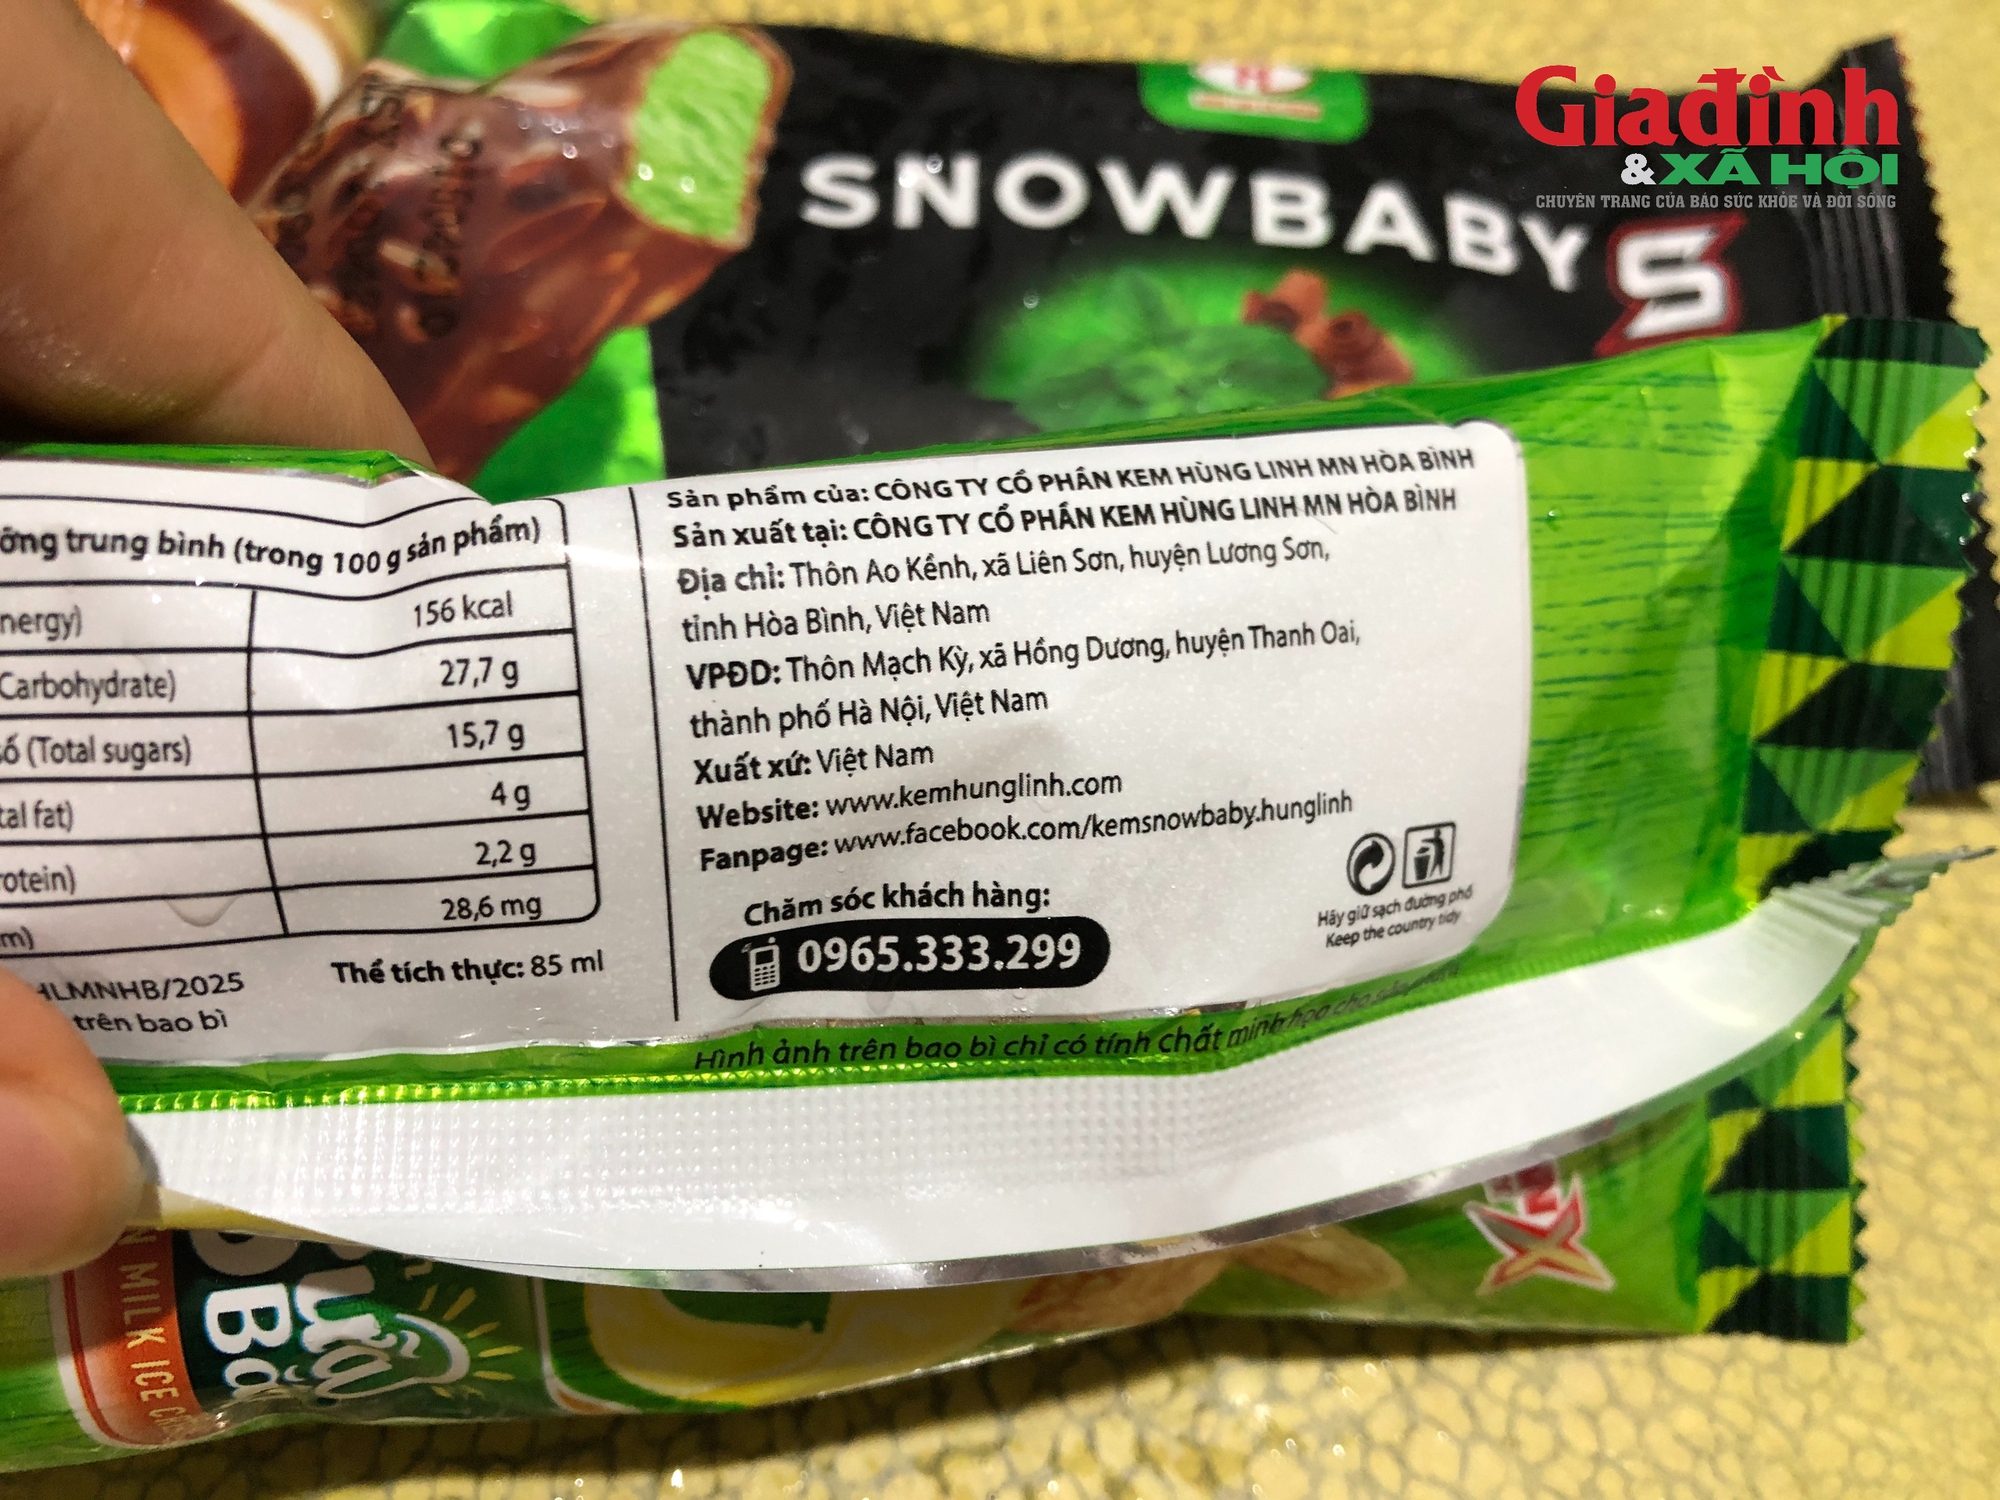 Giađình
&XÃ HỘI
CHUYÊN TRANG CỦA BÁO SỨC KHỎE VÀ ĐỜI SỐNG
SNOWBABY S
trung bình (trong 100 g sản phẩm)
156 kcal
Carbohydrate) 27,7 g
(Total sugars) 15,7 g
fat) 4 g
2,2 g
28,6 mg
HLMNHB/2025
trên bao bì
Thể tích thực: 85 ml
Sản phẩm của: CÔNG TY CỔ PHẦN KEM HÙNG LINH MN HÒA BÌNH
Sản xuất tại: CÔNG TY CỔ PHẦN KEM HÙNG LINH MN HÒA BÌNH
Địa chỉ: Thôn Ao Kềnh, xã Liên Sơn, huyện Lương Sơn,
tỉnh Hòa Bình, Việt Nam
VPĐD: Thôn Mạch Kỳ, xã Hồng Dương, huyện Thanh Oai,
thành phố Hà Nội, Việt Nam
Xuất xứ: Việt Nam
Website: www.kemhunglinh.com
Fanpage: www.facebook.com/kemsnowbaby.hunglinh
Chăm sóc khách hàng:
0965.333.299
Hãy giữ sạch đường phố
Keep the country tidy
Hình ảnh trên bao bì chỉ có tính chất minh họa cho
MILK ICE